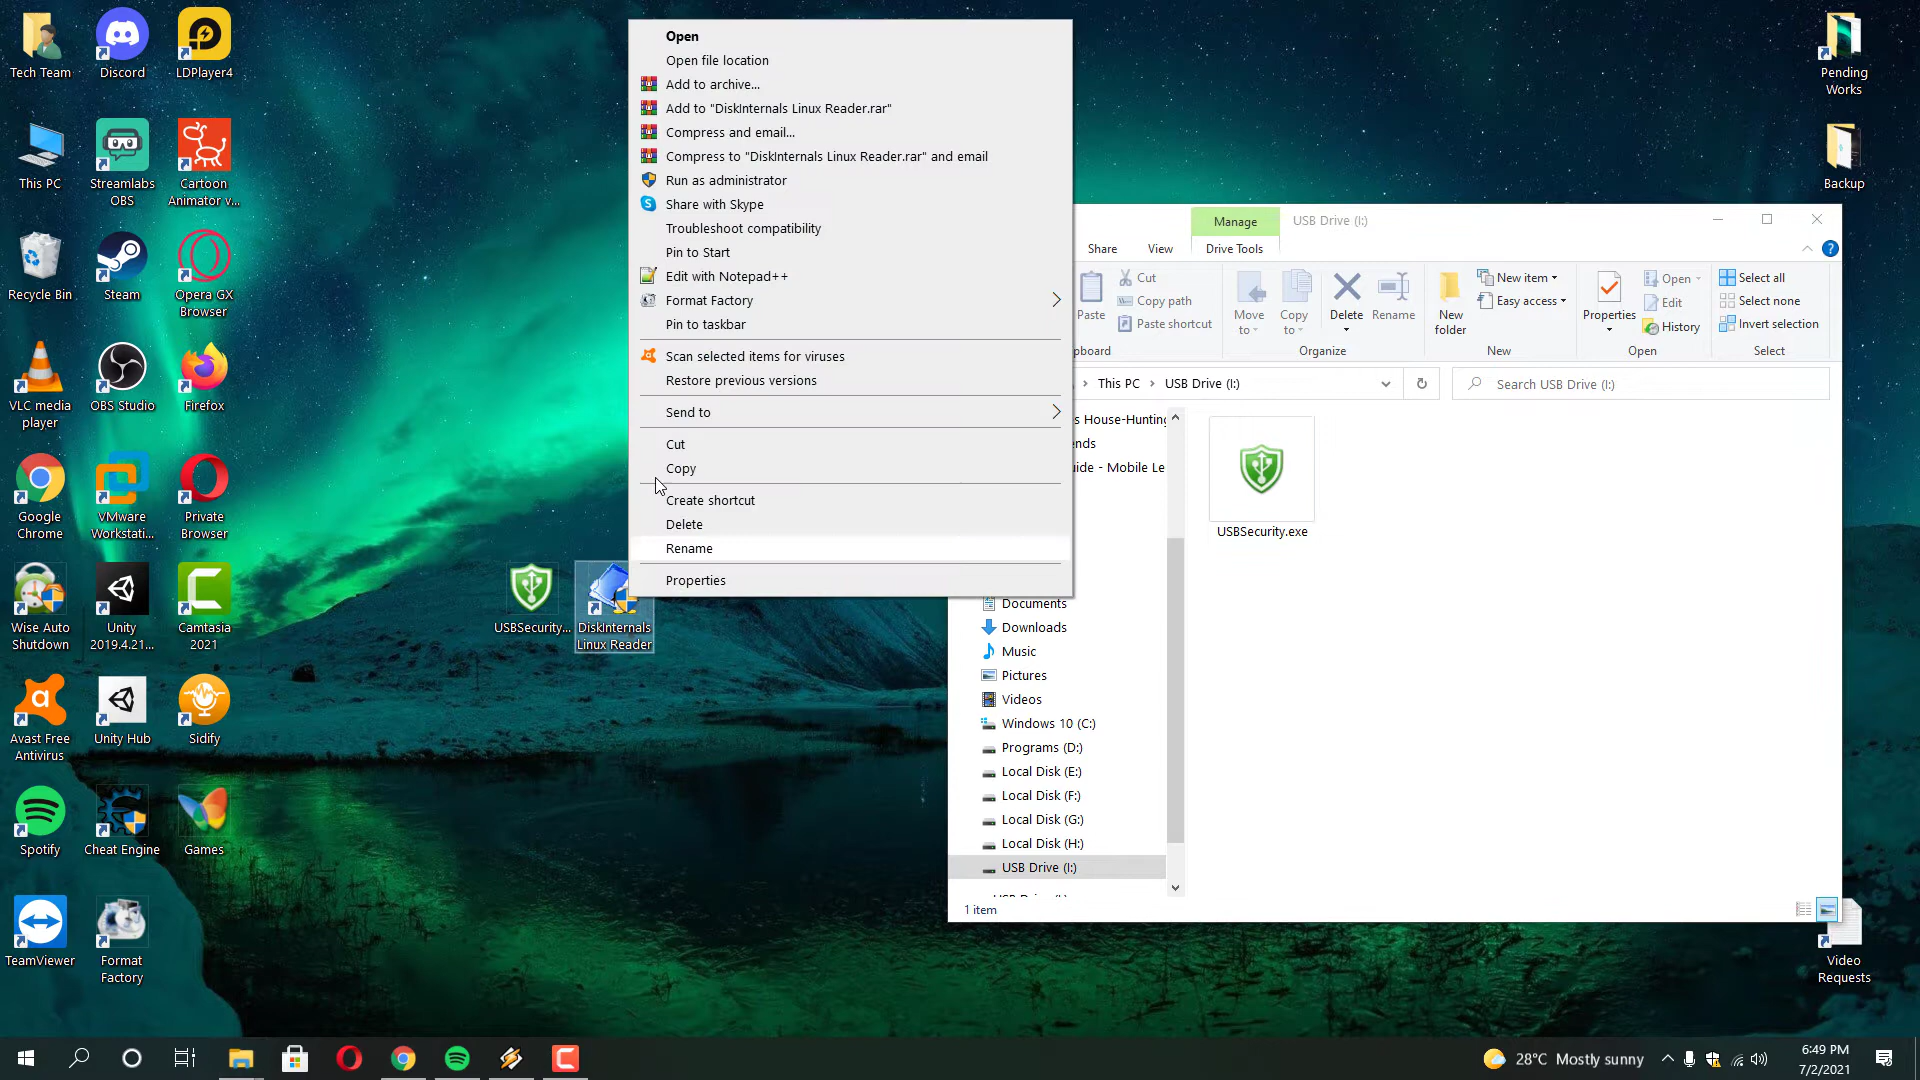 Tech Team
Discord
LDPlayer4
This PC
Streamlabs
OBS
Cartoon
Animator v...
Recycle Bin
Steam
Opera GX
Browser
VLC media
player
OBS Studio
Firefox
Google
Chrome
VMware
Workstati...
Private
Browser
Wise Auto
Shutdown
Unity
2019.4.21...
Camtasia
2021
Avast Free
Antivirus
Unity Hub
Sidify
Spotify
Cheat Engine
Games
TeamViewer
Format
Factory
USBSecurity...
DiskInternals
Linux Reader
Open
Open file location
Add to archive...
Add to "DiskInternals Linux Reader.rar"
Compress and email...
Compress to "DiskInternals Linux Reader.rar" and email
Run as administrator
Share with Skype
Troubleshoot compatibility
Pin to Start
Edit with Notepad++
Format Factory
Pin to taskbar
Scan selected items for viruses
Restore previous versions
Send to
Cut
Copy
Create shortcut
Delete
Rename
Properties
Manage
USB Drive (I:)
Share
View
Drive Tools
Paste
Cut
Copy path
Paste shortcut
pboard
Move
to
Copy
to
Delete
Rename
Organize
New
folder
New item
Easy access
New
Properties
Open
Edit
History
Open
Select all
Select none
Invert selection
Select
This PC
USB Drive (I:)
Search USB Drive (I:)
s House-Hunting
ends
uide - Mobile Le
Documents
Downloads
Music
Pictures
Videos
Windows 10 (C:)
Programs (D:)
Local Disk (E:)
Local Disk (F:)
Local Disk (G:)
Local Disk (H:)
USB Drive (I:)
USBSecurity.exe
1 item
Pending
Works
Backup
Video
Requests
28°C Mostly sunny
6:49 PM
7/2/2021